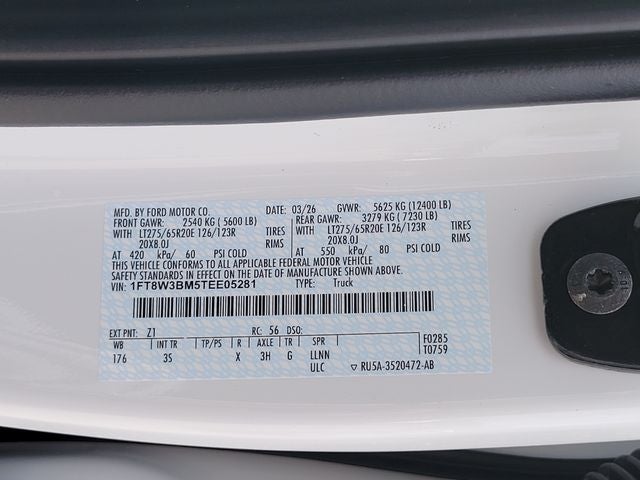 MFD. BY FORD MOTOR CO. DATE: 03/26 GVWR: 5625 KG (12400 LB)
FRONT GAWR: 2540 KG (5600 LB) REAR GAWR: 3279 KG (7230 LB)
WITH LT275/65R20E 126/123R TIRES WITH LT275/65R20E 126/123R TIRES
20X8.0J RIMS 20X8.0J RIMS
AT 420 kPa/ 60 PSI COLD AT 550 kPa/ 80 PSI COLD
THIS VEHICLE CONFORMS TO ALL APPLICABLE FEDERAL MOTOR VEHICLE
SAFETY STANDARDS IN EFFECT ON THE DATE OF MANUFACTURE SHOWN ABOVE.
VIN: 1FT8W3BM5TEE05281 TYPE: Truck
EXT PNT: Z1 RC: 56 DSO: F0285
WB INT TR TP/PS R AXLE TR SPR T0759
176 3S X 3H G LLNN
ULC ▽ RU5A-3520472-AB